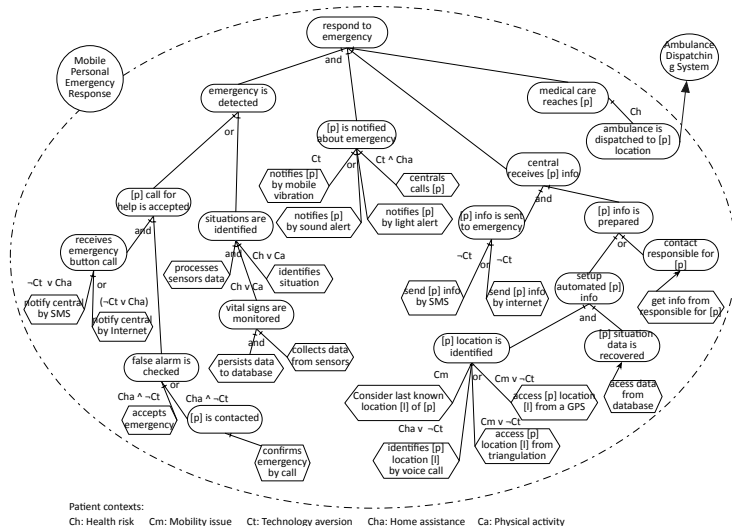 respond to
emergency
and
Mobile
Personal
Emergency
Response
Ambulance
Dispatchin
g System
emergency is
detected
or
medical care
reaches [p]
Ch
ambulance is
dispatched to [p]
location
[p] is notified
about emergency
Ct
or
Ct ^ Cha
notifies [p]
by mobile
vibration
centrals
calls [p]
notifies [p]
by sound alert
notifies [p]
by light alert
central
receives [p] info
and
[p] call for
help is accepted
and
situations are
identified
and
[p] info is sent
to emergency
[p] info is
prepared
or
receives
emergency
button call
¬Ct v Cha
or
(¬Ct v Cha)
notify central
by SMS
notify central
by Internet
processes
sensors data
Ch v Ca
Ch v Ca
identifies
situation
¬Ct
or
¬Ct
send [p] info
by SMS
send [p] info
by internet
contact
responsible for
[p]
setup
automated [p]
info
and
get info from
responsible for [p]
vital signs are
monitored
and
persists data
to database
collects data
from sensors
false alarm is
checked
or
Cha ^ ¬Ct
Cha ^ ¬Ct
accepts
emergency
[p] is contacted
confirms
emergency
by call
[p] location is
identified
or
[p] situation
data is
recovered
acess data
from
database
Cm
Cm v ¬Ct
Consider last known
location [l] of [p]
access [p] location
[l] from a GPS
Cha v ¬Ct
Cm v ¬Ct
identifies [p]
location [l]
by voice call
access [p]
location [l] from
triangulation
Patient contexts:
Ch: Health risk Cm: Mobility issue Ct: Technology aversion Cha: Home assistance Ca: Physical activity